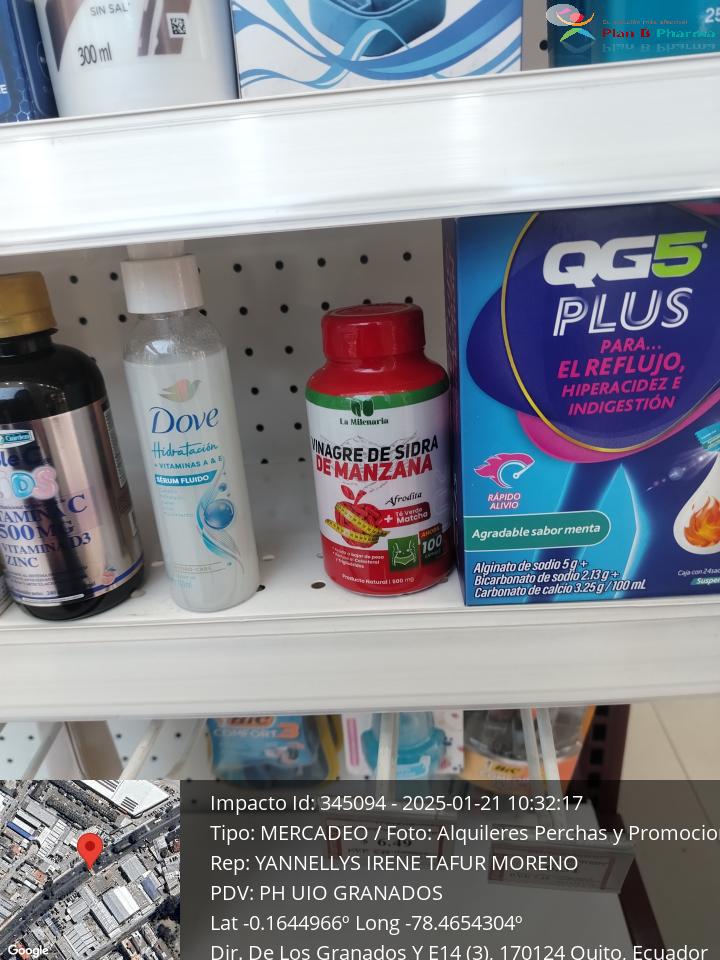 SIN SAL
300 ml
25
Plan B Pharma
Dove
Hidratación
+ VITAMINAS A & E
SÉRUM FLUIDO
La Milenaria
VINAGRE DE SIDRA
DE MANZANA
Afrodita
+ Té Verde
Matcha
AHORA
100
Producto Natural | 500 mg
QG5
PLUS
PARA...
EL REFLUJO,
HIPERACIDEZ E
INDIGESTIÓN
RÁPIDO
ALIVIO
Agradable sabor menta
Alginato de sodio 5 g +
Bicarbonato de sodio 2.13 g +
Carbonato de calcio 3.25 g / 100 mL
500 MG
VITAMINA D3
ZINC
BIC
COMFORT 3
BIC
6.49
Impacto Id: 345094 - 2025-01-21 10:32:17
Tipo: MERCADEO / Foto: Alquileres Perchas y Promocio
Rep: YANNELLYS IRENE TAFUR MORENO
PDV: PH UIO GRANADOS
Lat -0.1644966º Long -78.4654304º
Dir. De Los Granados Y E14 (3), 170124 Quito, Ecuador
Google